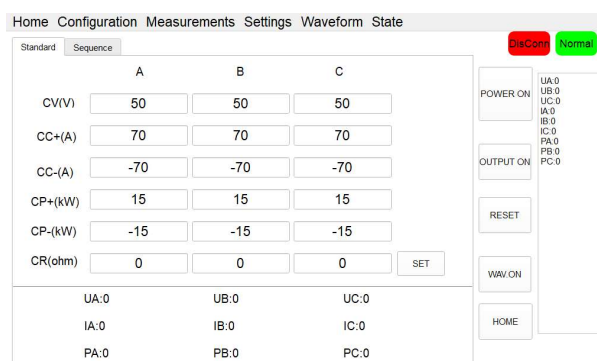 Home Configuration Measurements Settings Waveform State
Standard Sequence DisConn Normal
A B C
CV(V) 50 50 50
CC+(A) 70 70 70
CC-(A) -70 -70 -70
CP+(kW) 15 15 15
CP-(kW) -15 -15 -15
CR(ohm) 0 0 0 SET
UA:0 UB:0 UC:0
IA:0 IB:0 IC:0
PA:0 PB:0 PC:0
POWER ON
OUTPUT ON
RESET
WAV.ON
HOME
UA:0
UB:0
UC:0
IA:0
IB:0
IC:0
PA:0
PB:0
PC:0